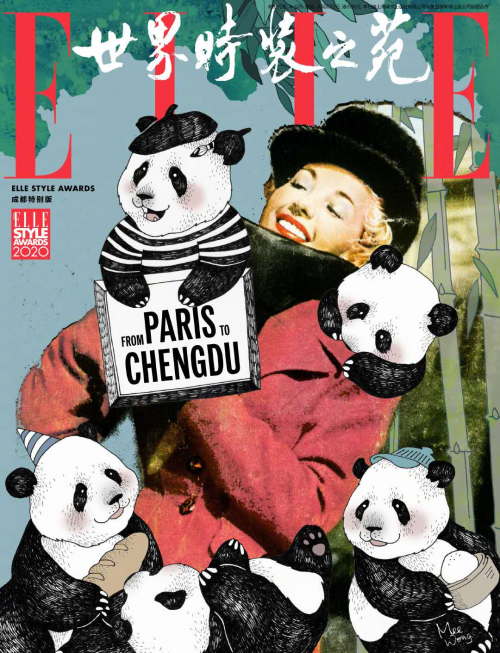 ELLE
世界時裝之苑
ELLE STYLE AWARDS
成都特别版
ELLE
STYLE
AWARDS
2020
FROM PARIS TO
CHENGDU
Mee
Wong